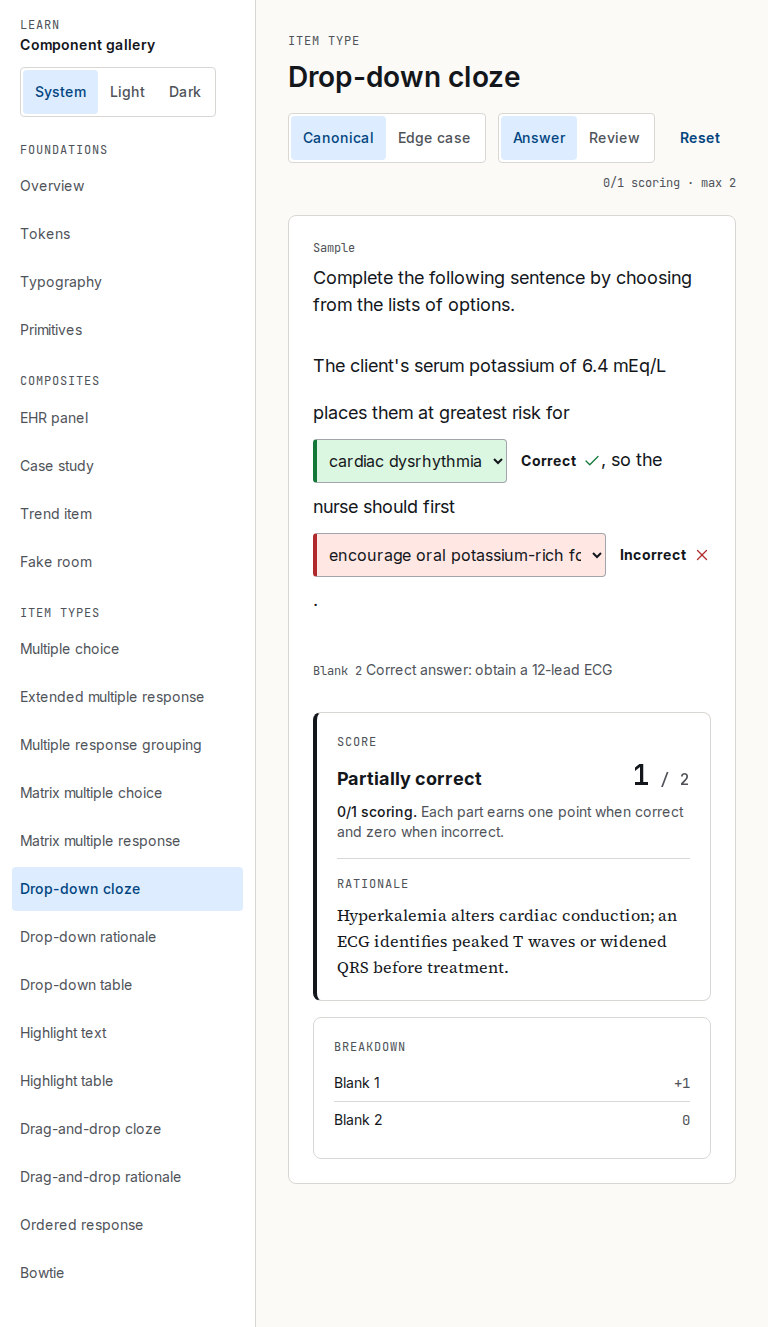 LEARN
Component gallery
System
Light
Dark
FOUNDATIONS
Overview
Tokens
Typography
Primitives
COMPOSITES
EHR panel
Case study
Trend item
Fake room
ITEM TYPES
Multiple choice
Extended multiple response
Multiple response grouping
Matrix multiple choice
Matrix multiple response
Drop-down cloze
Drop-down rationale
Drop-down table
Highlight text
Highlight table
Drag-and-drop cloze
Drag-and-drop rationale
Ordered response
Bowtie
ITEM TYPE
Drop-down cloze
Canonical
Edge case
Answer
Review
Reset
0/1 scoring · max 2
Sample
Complete the following sentence by choosing
from the lists of options.
The client's serum potassium of 6.4 mEq/L
places them at greatest risk for
cardiac dysrhythmia Correct ✓, so the
nurse should first
encourage oral potassium-rich fo Incorrect ✕
.
Blank 2 Correct answer: obtain a 12-lead ECG
SCORE
Partially correct 1 / 2
0/1 scoring. Each part earns one point when correct
and zero when incorrect.
RATIONALE
Hyperkalemia alters cardiac conduction; an
ECG identifies peaked T waves or widened
QRS before treatment.
BREAKDOWN
Blank 1 +1
Blank 2 0